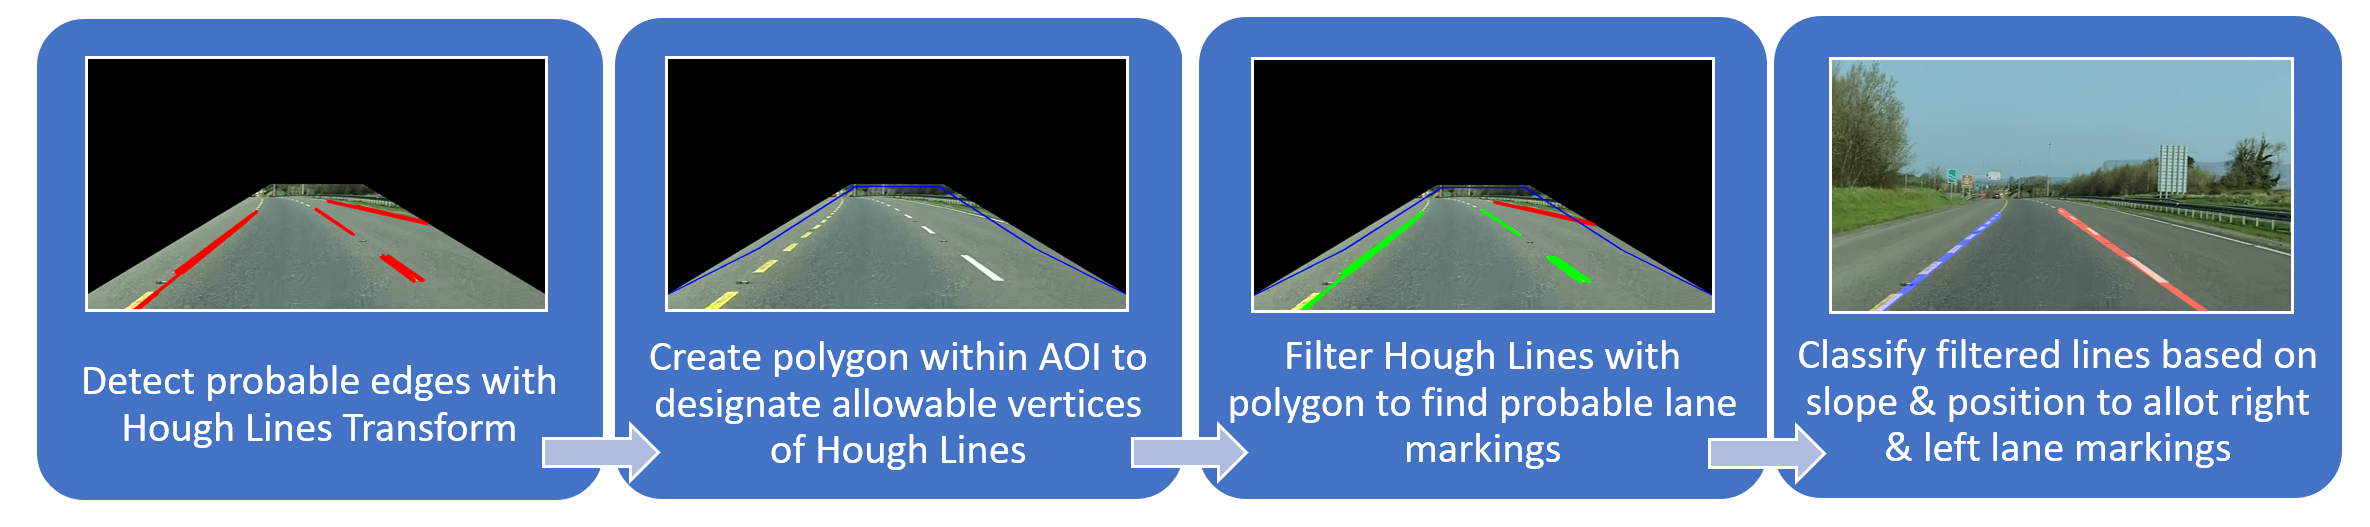 Detect probable edges with
Hough Lines Transform
Create polygon within AOI to
designate allowable vertices
of Hough Lines
Filter Hough Lines with
polygon to find probable lane
markings
Classify filtered lines based on
slope & position to allot right
& left lane markings